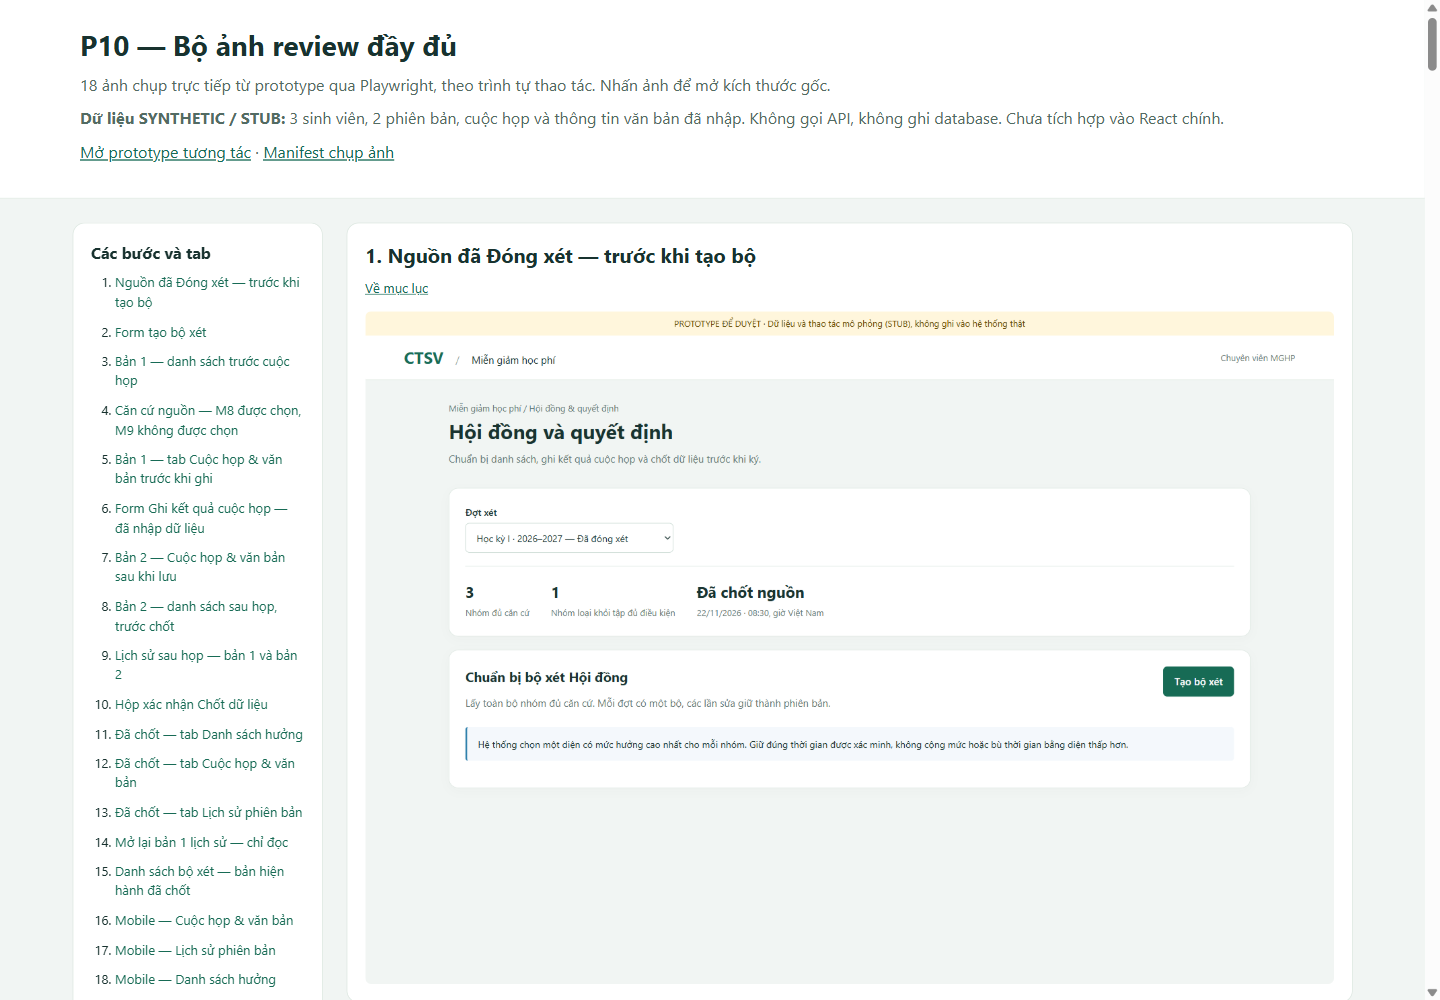 P10 — Bộ ảnh review đầy đủ
18 ảnh chụp trực tiếp từ prototype qua Playwright, theo trình tự thao tác. Nhấn ảnh để mở kích thước gốc.
Dữ liệu SYNTHETIC / STUB: 3 sinh viên, 2 phiên bản, cuộc họp và thông tin văn bản đã nhập. Không gọi API, không ghi database. Chưa tích hợp vào React chính.
Mở prototype tương tác · Manifest chụp ảnh
Các bước và tab
1. Nguồn đã Đóng xét — trước khi
tạo bộ
2. Form tạo bộ xét
3. Bản 1 — danh sách trước cuộc
họp
4. Căn cứ nguồn — M8 được chọn,
M9 không được chọn
5. Bản 1 — tab Cuộc họp & văn
bản trước khi ghi
6. Form Ghi kết quả cuộc họp —
đã nhập dữ liệu
7. Bản 2 — Cuộc họp & văn bản
sau khi lưu
8. Bản 2 — danh sách sau họp,
trước chốt
9. Lịch sử sau họp — bản 1 và bản
2
10. Hộp xác nhận Chốt dữ liệu
11. Đã chốt — tab Danh sách hưởng
12. Đã chốt — tab Cuộc họp & văn
bản
13. Đã chốt — tab Lịch sử phiên bản
14. Mở lại bản 1 lịch sử — chỉ đọc
15. Danh sách bộ xét — bản hiện
hành đã chốt
16. Mobile — Cuộc họp & văn bản
17. Mobile — Lịch sử phiên bản
18. Mobile — Danh sách hưởng
1. Nguồn đã Đóng xét — trước khi tạo bộ
Về mục lục
PROTOTYPE ĐỂ DUYỆT · Dữ liệu và thao tác mô phỏng (STUB), không ghi vào hệ thống thật
CTSV / Miễn giảm học phí
Chuyên viên MGHP
Miễn giảm học phí / Hội đồng & quyết định
Hội đồng và quyết định
Chuẩn bị danh sách, ghi kết quả cuộc họp và chốt dữ liệu trước khi ký.
Đợt xét
Học kỳ I · 2026–2027 — Đã đóng xét
3
Nhóm đủ căn cứ
1
Nhóm loại khỏi tập đủ điều kiện
Đã chốt nguồn
22/11/2026 · 08:30, giờ Việt Nam
Chuẩn bị bộ xét Hội đồng
Tạo bộ xét
Lấy toàn bộ nhóm đủ căn cứ. Mỗi đợt có một bộ, các lần sửa giữ thành phiên bản.
Hệ thống chọn một diện có mức hưởng cao nhất cho mỗi nhóm. Giữ đúng thời gian được xác minh, không cộng mức hoặc bù thời gian bằng diện thấp hơn.